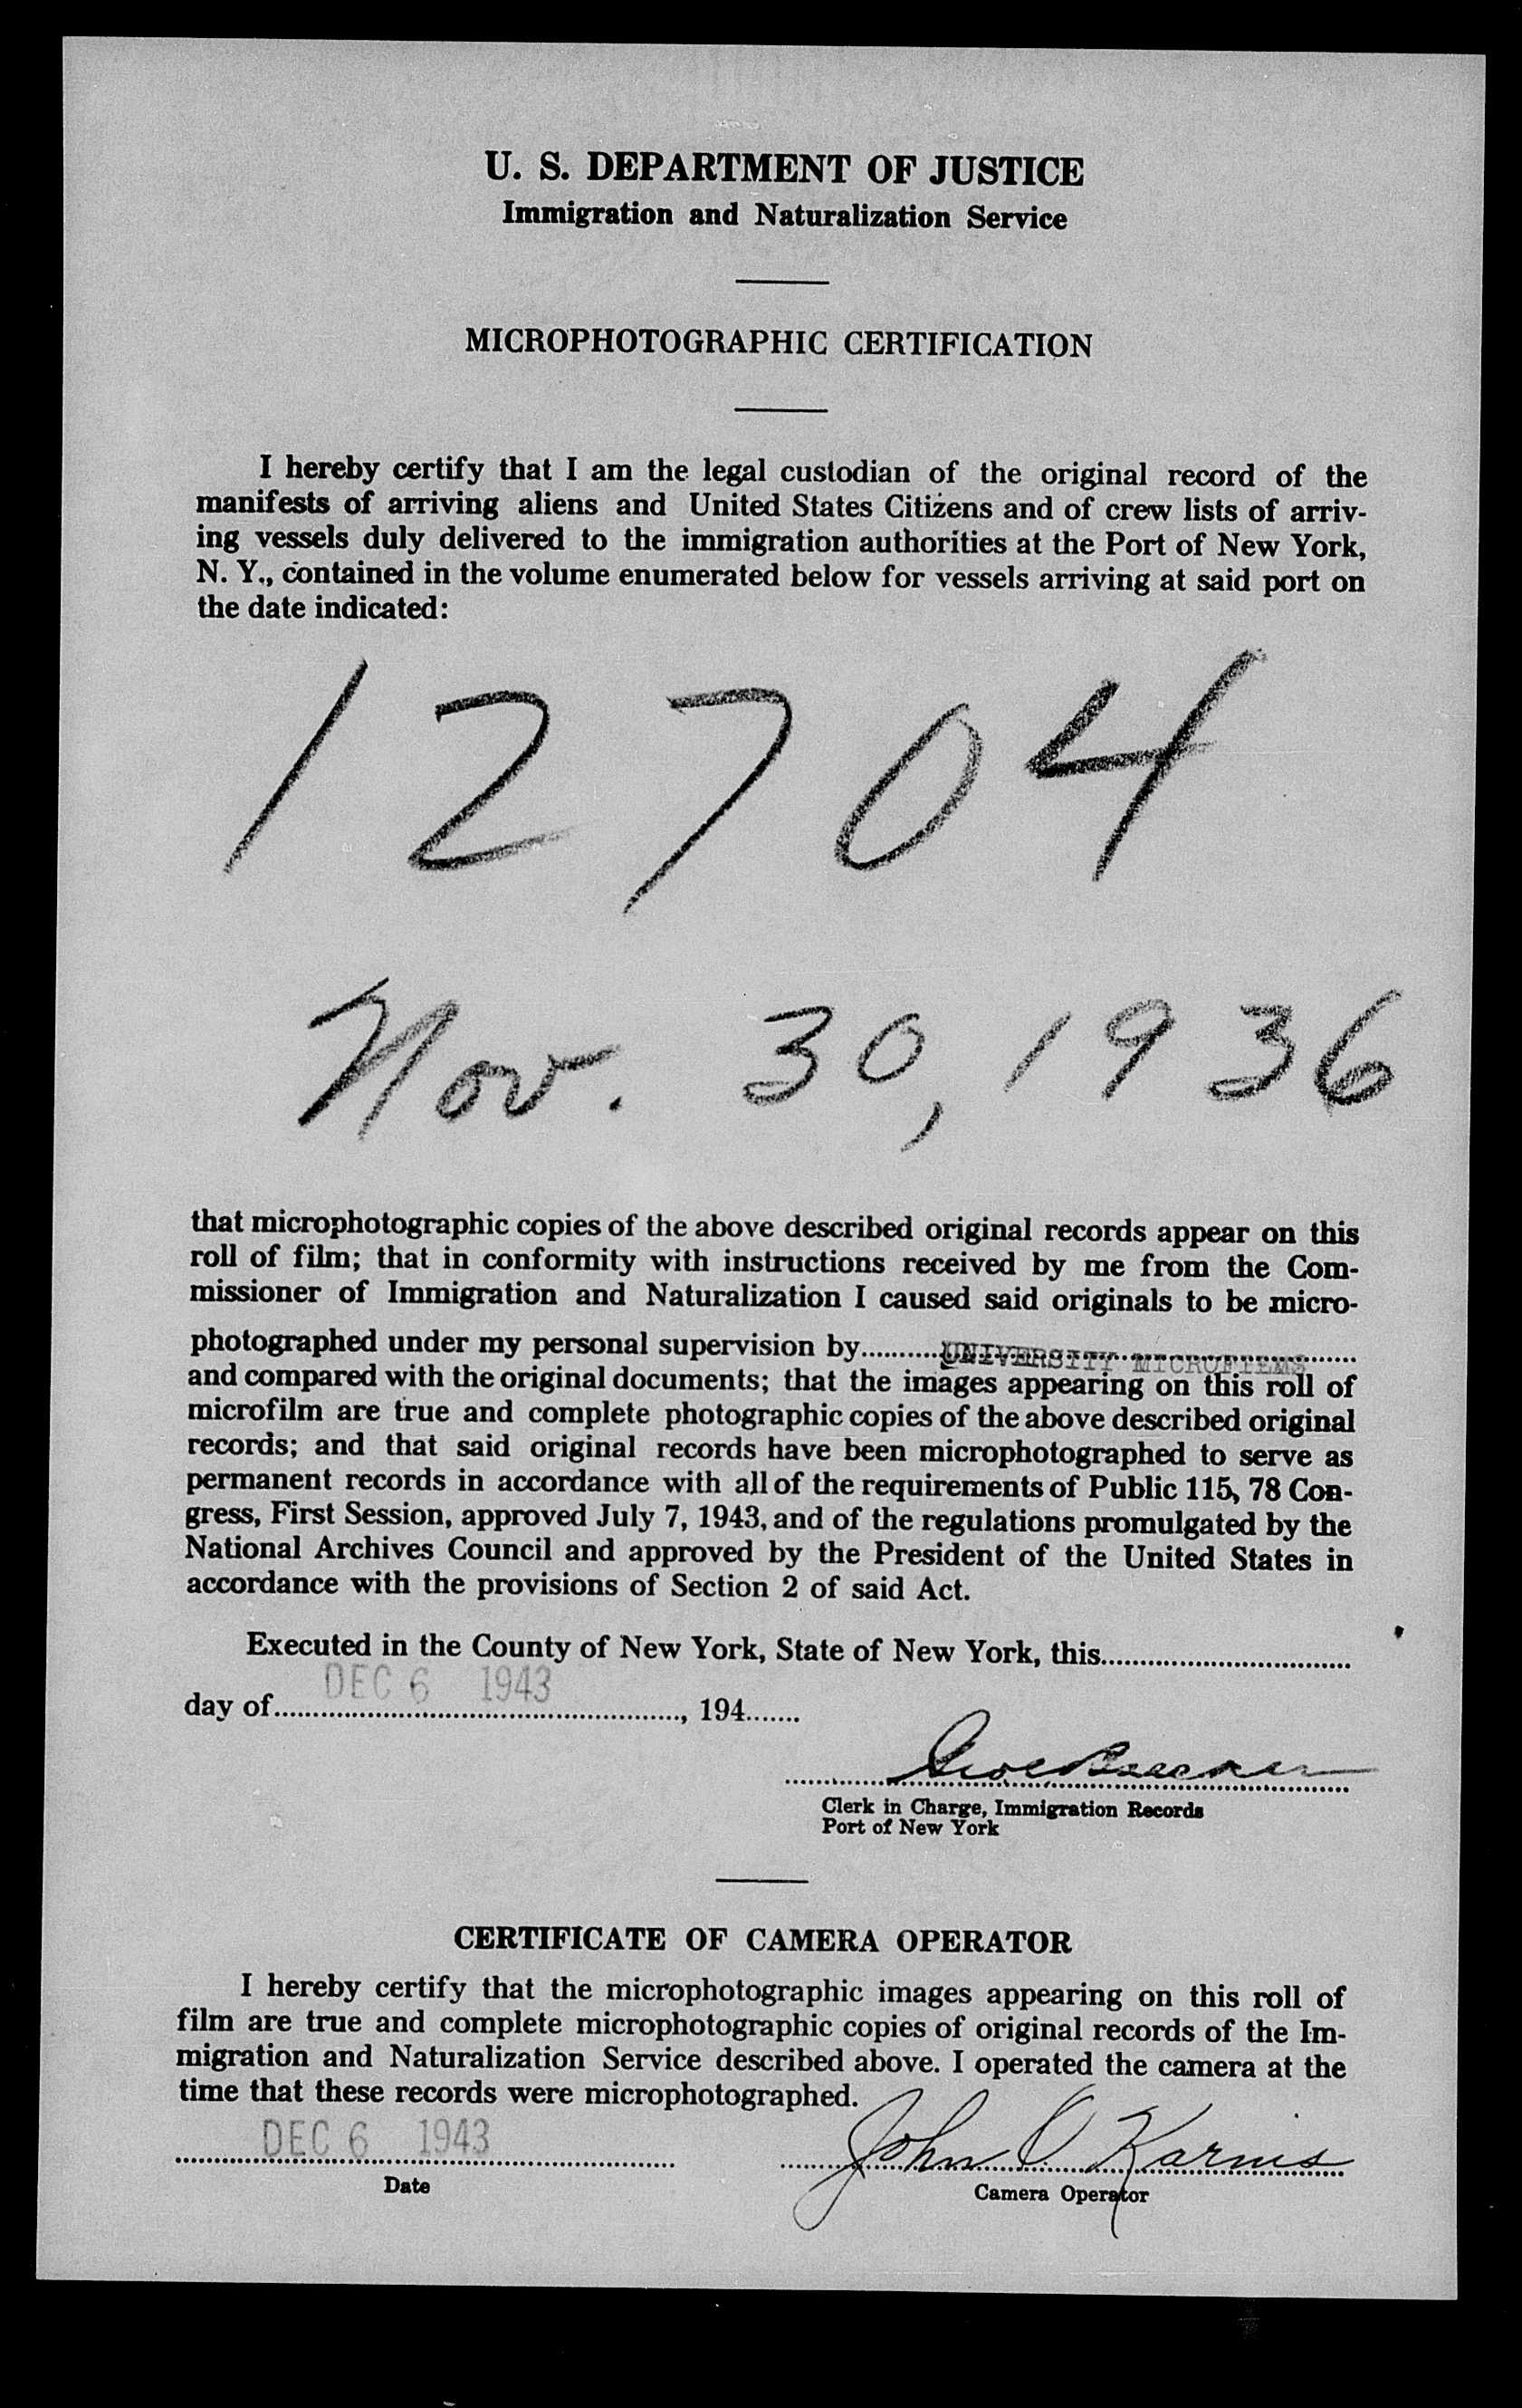 U. S. DEPARTMENT OF JUSTICE
Immigration and Naturalization Service
MICROPHOTOGRAPHIC CERTIFICATION
I hereby certify that I am the legal custodian of the original record of the
manifests of arriving aliens and United States Citizens and of crew lists of arriv-
ing vessels duly delivered to the immigration authorities at the Port of New York,
N. Y., contained in the volume enumerated below for vessels arriving at said port on
the date indicated:
12704
Nov. 30, 1936
that microphotographic copies of the above described original records appear on this
roll of film; that in conformity with instructions received by me from the Com-
missioner of Immigration and Naturalization I caused said originals to be micro-
photographed under my personal supervision by UNIVERSITY MICROFILMS
and compared with the original documents; that the images appearing on this roll of
microfilm are true and complete photographic copies of the above described original
records; and that said original records have been microphotographed to serve as
permanent records in accordance with all of the requirements of Public 115, 78 Con-
gress, First Session, approved July 7, 1943, and of the regulations promulgated by the
National Archives Council and approved by the President of the United States in
accordance with the provisions of Section 2 of said Act.
Executed in the County of New York, State of New York, this
day of DEC 6 1943, 194
Clerk in Charge, Immigration Records
Port of New York
CERTIFICATE OF CAMERA OPERATOR
I hereby certify that the microphotographic images appearing on this roll of
film are true and complete microphotographic copies of original records of the Im-
migration and Naturalization Service described above. I operated the camera at the
time that these records were microphotographed.
DEC 6 1943 John O Karnis
Date
Camera Operator